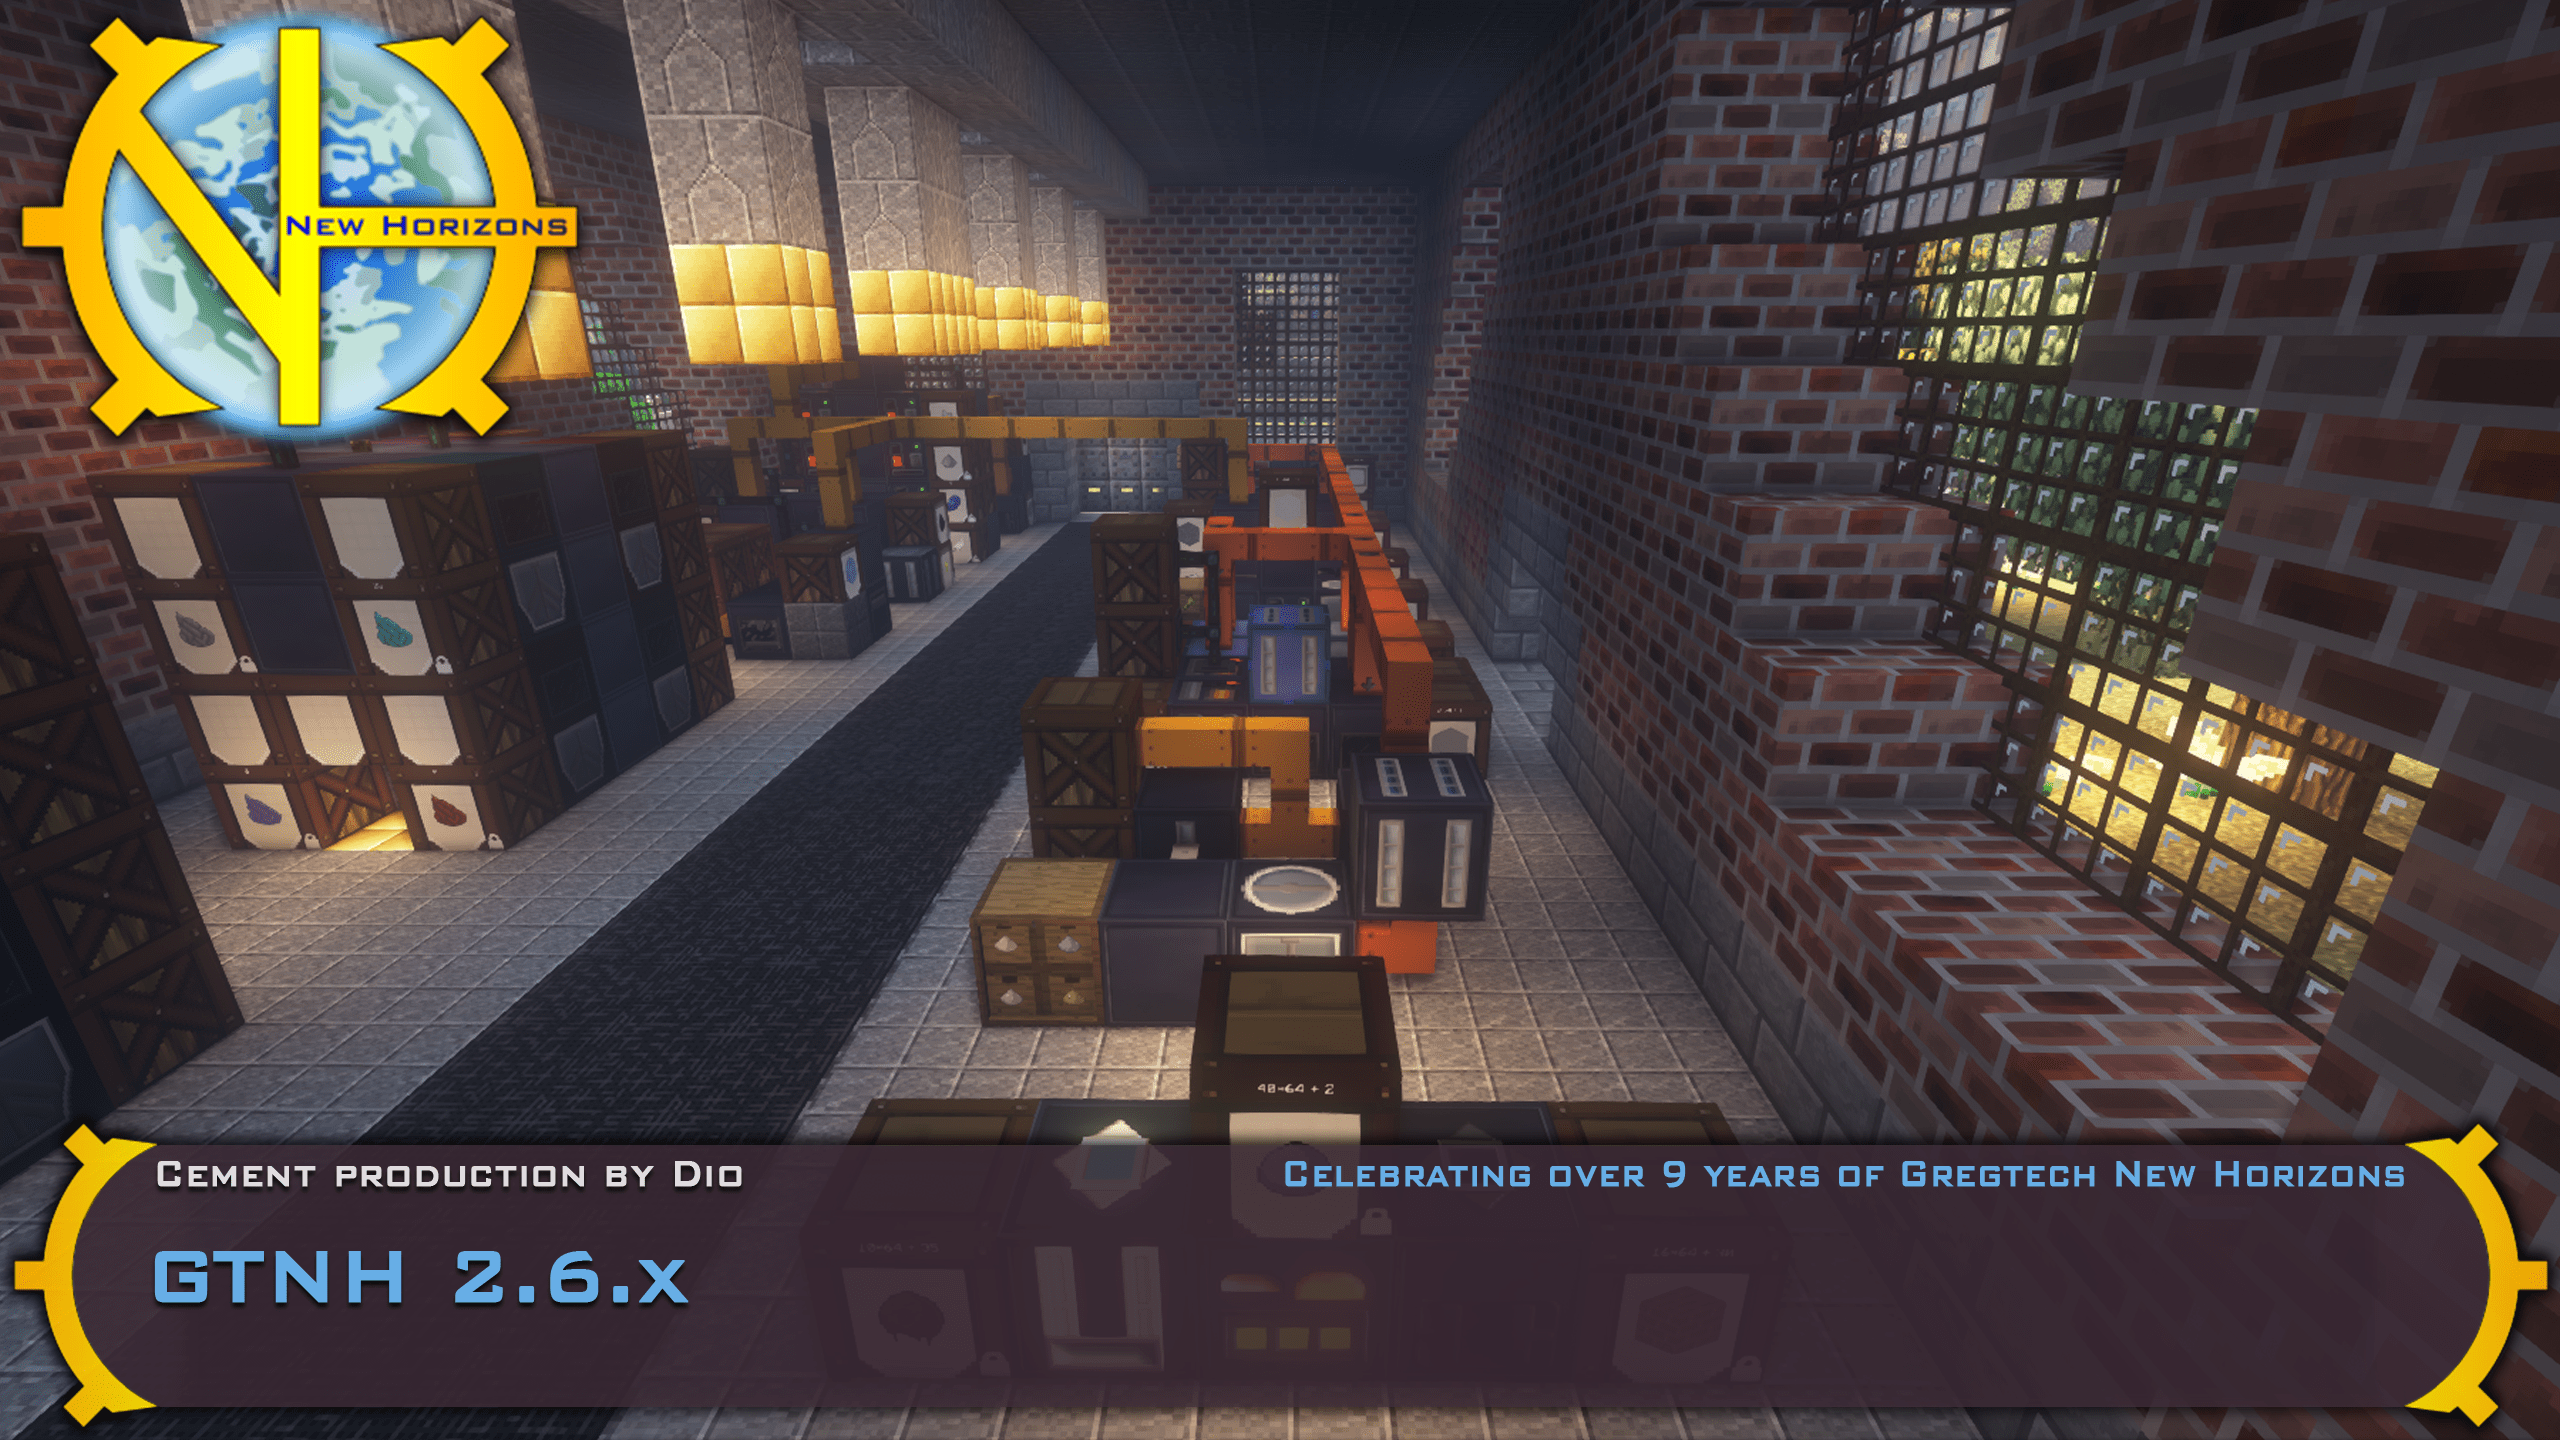 New Horizons
40×64 + 2
Cement production by Dio
Celebrating over 9 years of Gregtech New Horizons
GTNH 2.6.x